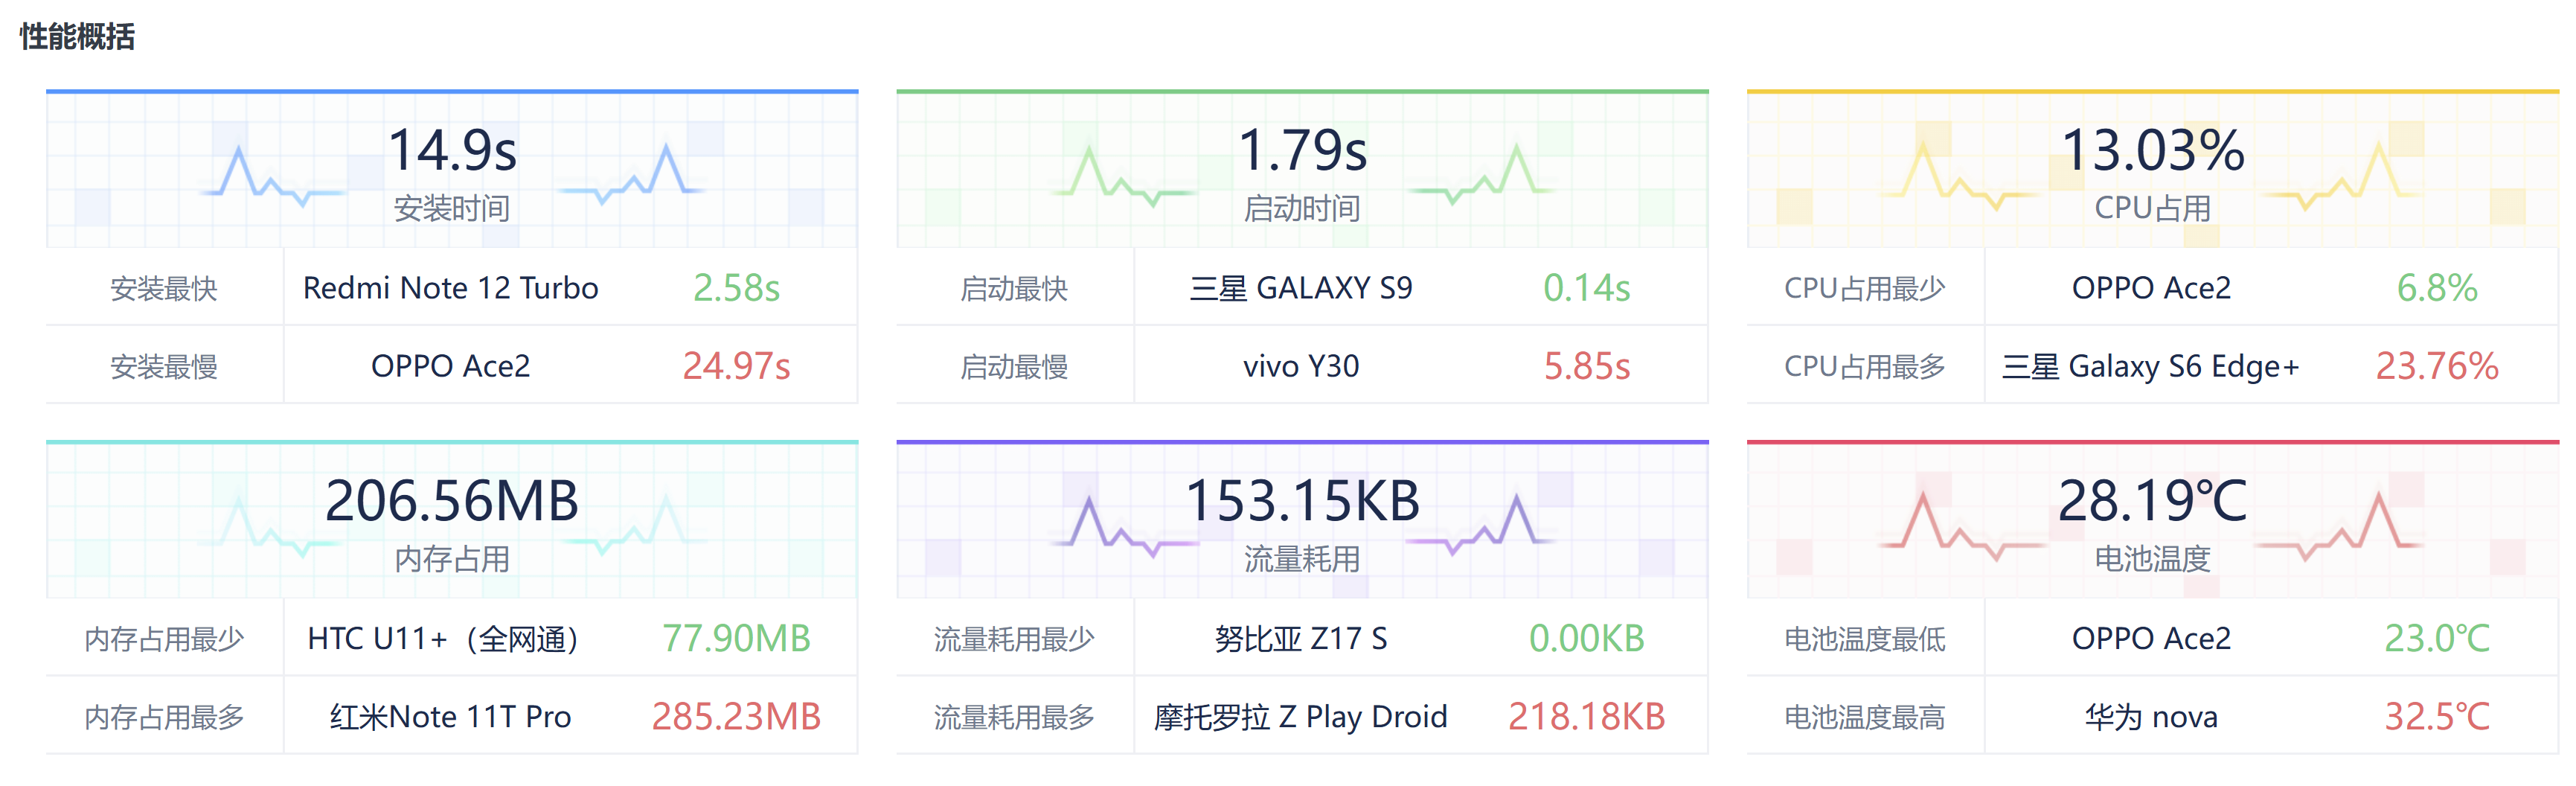 性能概括
14.9s
安装时间
安装最快 Redmi Note 12 Turbo 2.58s
安装最慢 OPPO Ace2 24.97s
1.79s
启动时间
启动最快 三星 GALAXY S9 0.14s
启动最慢 vivo Y30 5.85s
13.03%
CPU占用
CPU占用最少 OPPO Ace2 6.8%
CPU占用最多 三星 Galaxy S6 Edge+ 23.76%
206.56MB
内存占用
内存占用最少 HTC U11+（全网通） 77.90MB
内存占用最多 红米Note 11T Pro 285.23MB
153.15KB
流量耗用
流量耗用最少 努比亚 Z17 S 0.00KB
流量耗用最多 摩托罗拉 Z Play Droid 218.18KB
28.19℃
电池温度
电池温度最低 OPPO Ace2 23.0℃
电池温度最高 华为 nova 32.5℃